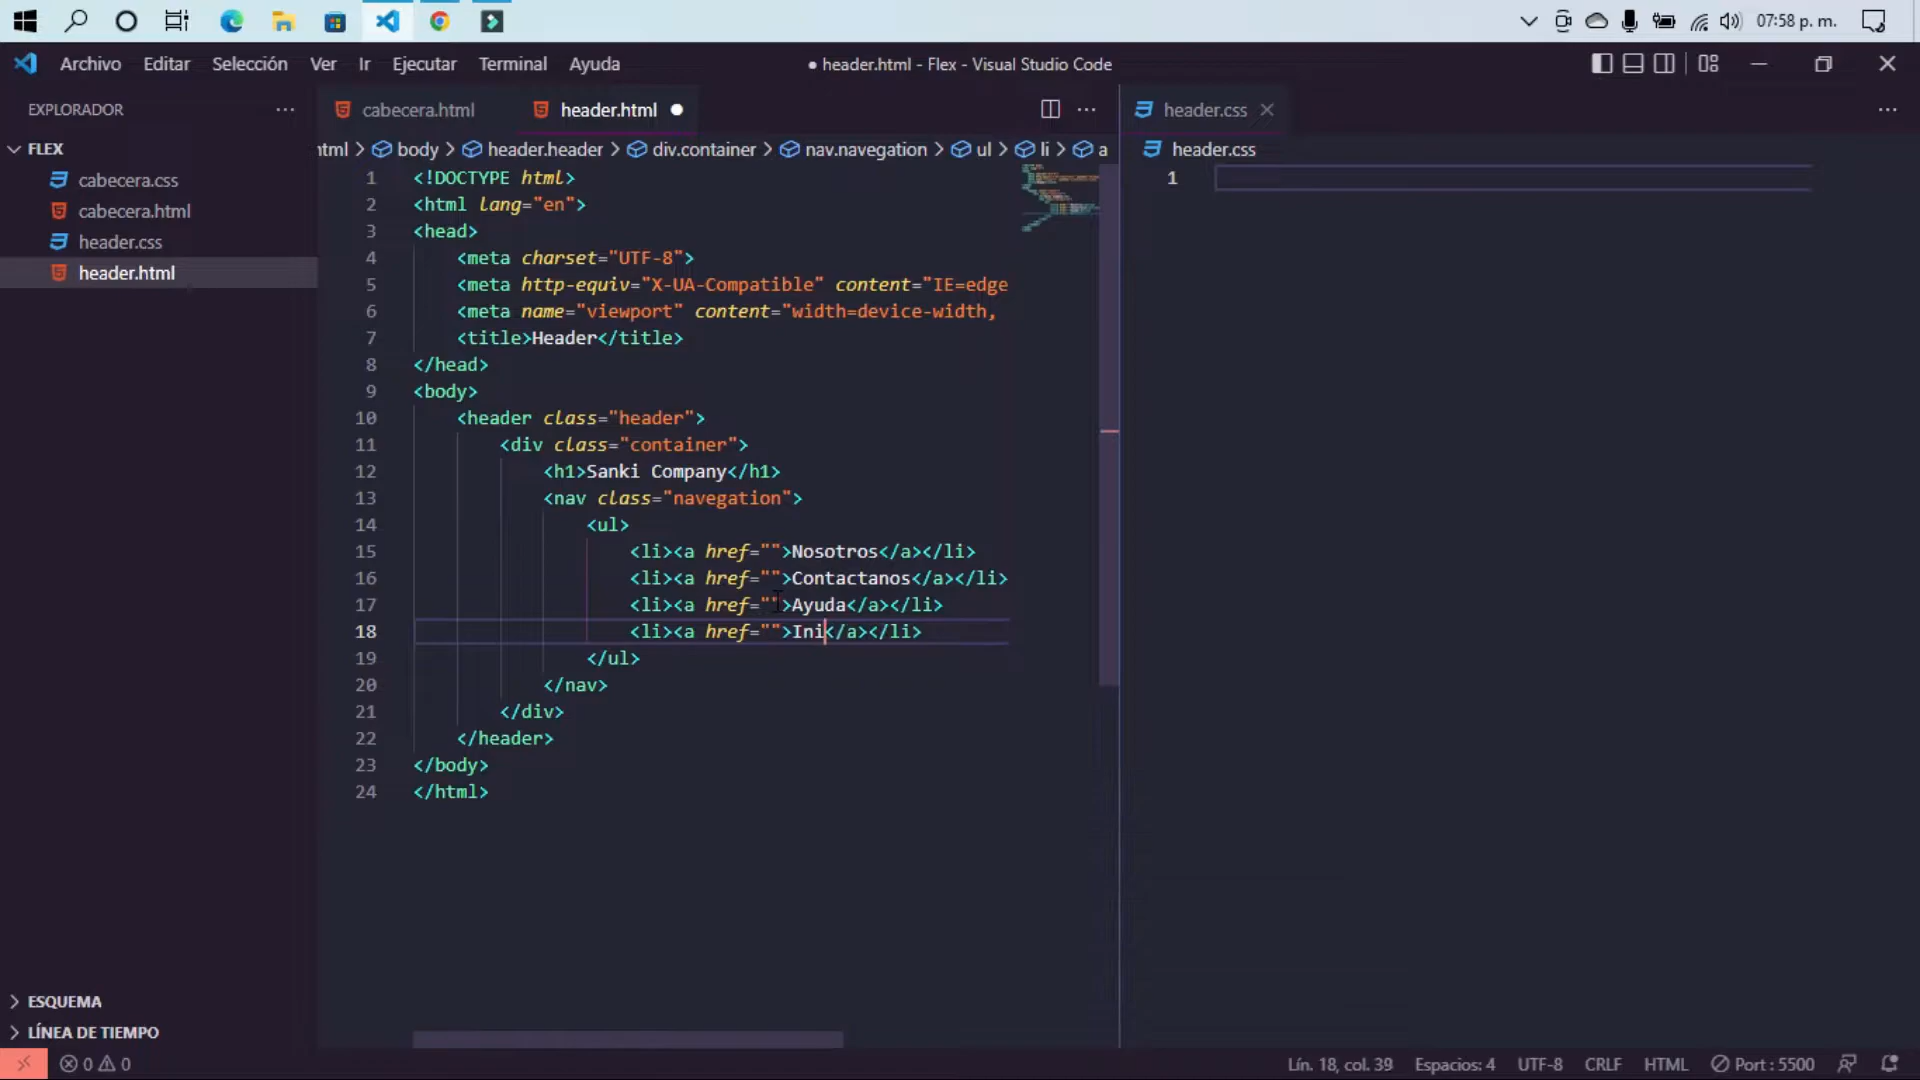 07:58 p. m.
Archivo Editar Selección Ver Ir Ejecutar Terminal Ayuda
● header.html - Flex - Visual Studio Code
EXPLORADOR
FLEX
cabecera.css
cabecera.html
header.css
header.html
ESQUEMA
LÍNEA DE TIEMPO
cabecera.html header.html ●
html > body > header.header > div.container > nav.navegation > ul > li > a
1 <!DOCTYPE html>
2 <html lang="en">
3 <head>
4 <meta charset="UTF-8">
5 <meta http-equiv="X-UA-Compatible" content="IE=edge
6 <meta name="viewport" content="width=device-width,
7 <title>Header</title>
8 </head>
9 <body>
10 <header class="header">
11 <div class="container">
12 <h1>Sanki Company</h1>
13 <nav class="navegation">
14 <ul>
15 <li><a href="">Nosotros</a></li>
16 <li><a href="">Contactanos</a></li>
17 <li><a href="">Ayuda</a></li>
18 <li><a href="">Ini</a></li>
19 </ul>
20 </nav>
21 </div>
22 </header>
23 </body>
24 </html>
header.css
header.css
1
0 0
Lín. 18, col. 39 Espacios: 4 UTF-8 CRLF HTML Port : 5500